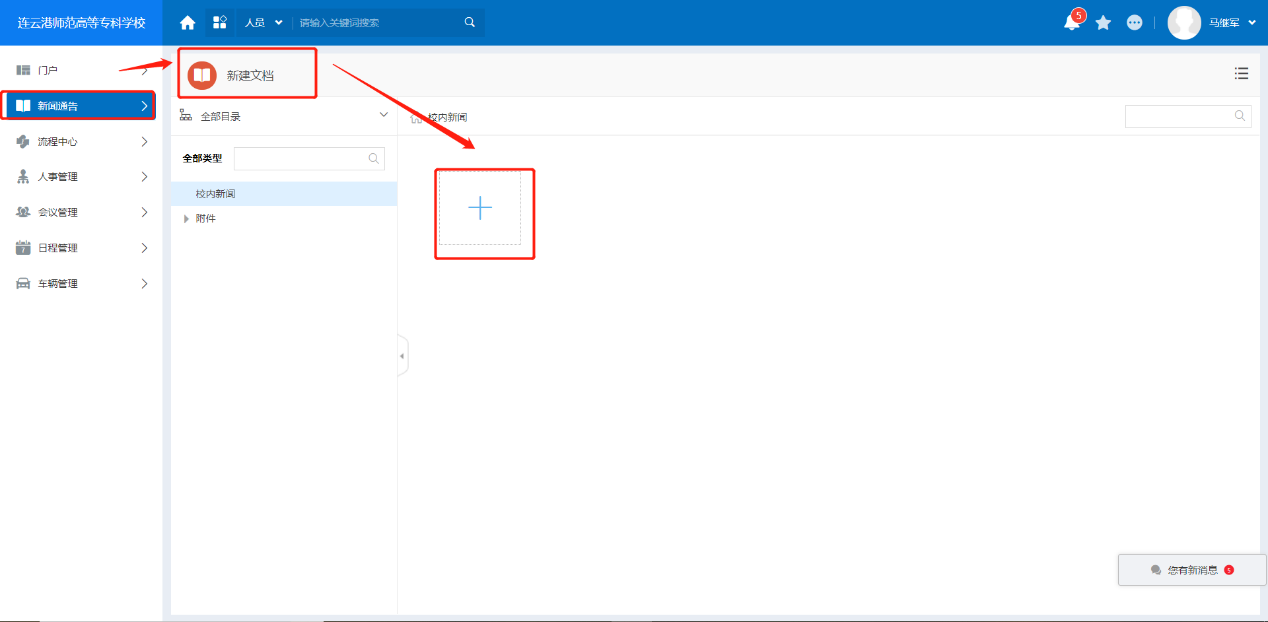 连云港师范高等专科学校
人员
请输入关键词搜索
5
马继军
门户
新闻通告
流程中心
人事管理
会议管理
7
日程管理
车辆管理
新建文档
全部目录
校内新闻
全部类型
校内新闻
附件
您有新消息 5